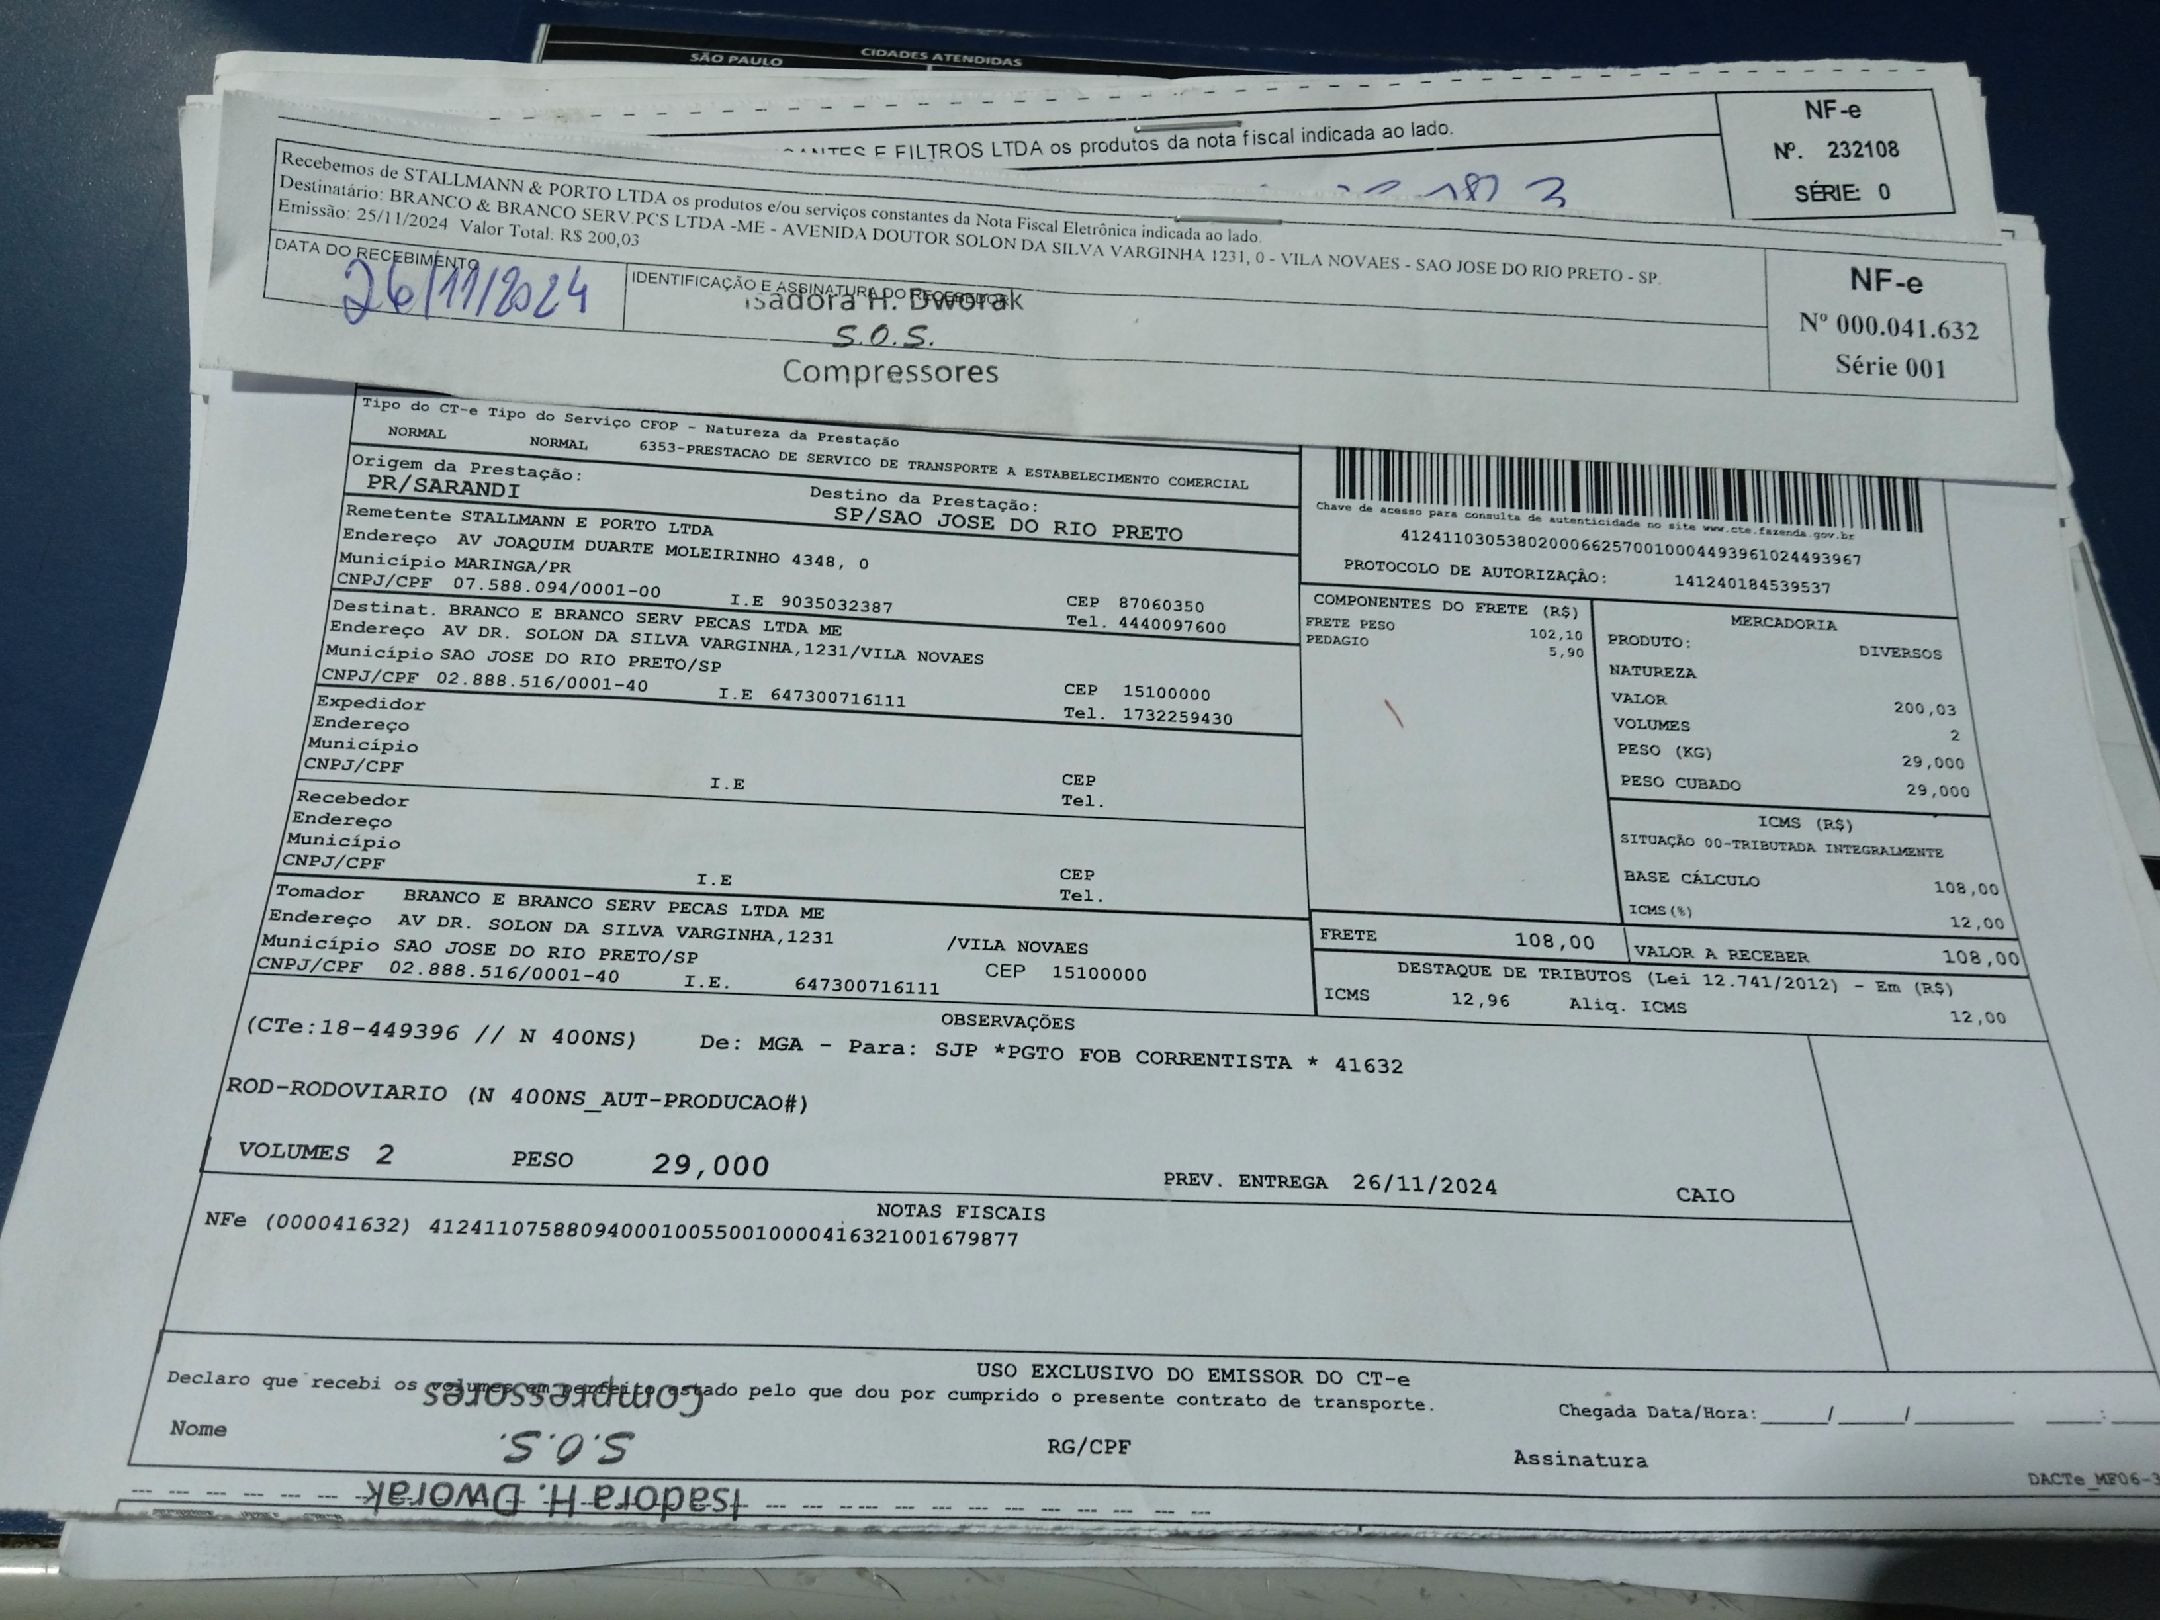 SÃO PAULO
CIDADES ATENDIDAS
E FILTROS LTDA os produtos da nota fiscal indicada ao lado.
NF-e
Nº. 232108
SÉRIE: 0
Recebemos de STALLMANN & PORTO LTDA os produtos e/ou serviços constantes da Nota Fiscal Eletrônica indicada ao lado.
Destinatário: BRANCO & BRANCO SERV.PCS LTDA -ME - AVENIDA DOUTOR SOLON DA SILVA VARGINHA 1231, 0 - VILA NOVAES - SAO JOSE DO RIO PRETO - SP.
Emissão: 25/11/2024 Valor Total: R$ 200,03
DATA DO RECEBIMENTO
26/11/2024
IDENTIFICAÇÃO E ASSINATURA DO RECEBEDOR
Isadora H. Dworak
S.O.S.
Compressores
NF-e
Nº 000.041.632
Série 001
Tipo do CT-e Tipo do Serviço CFOP - Natureza da Prestação
NORMAL NORMAL 6353-PRESTACAO DE SERVICO DE TRANSPORTE A ESTABELECIMENTO COMERCIAL
Origem da Prestação:
PR/SARANDI
Destino da Prestação:
SP/SAO JOSE DO RIO PRETO
Remetente STALLMANN E PORTO LTDA
Endereço AV JOAQUIM DUARTE MOLEIRINHO 4348, 0
Município MARINGA/PR
CNPJ/CPF 07.588.094/0001-00 I.E 9035032387
CEP 87060350
Tel. 4440097600
Destinat. BRANCO E BRANCO SERV PECAS LTDA ME
Endereço AV DR. SOLON DA SILVA VARGINHA,1231/VILA NOVAES
Município SAO JOSE DO RIO PRETO/SP
CNPJ/CPF 02.888.516/0001-40 I.E 647300716111
CEP 15100000
Tel. 1732259430
Expedidor
Endereço
Município
CNPJ/CPF I.E
CEP
Tel.
Recebedor
Endereço
Município
CNPJ/CPF I.E
CEP
Tel.
Tomador BRANCO E BRANCO SERV PECAS LTDA ME
Endereço AV DR. SOLON DA SILVA VARGINHA,1231 /VILA NOVAES
Município SAO JOSE DO RIO PRETO/SP CEP 15100000
CNPJ/CPF 02.888.516/0001-40 I.E. 647300716111
Chave de acesso para consulta de autenticidade no site www.cte.fazenda.gov.br
41241103053802000662570010004493961024493967
PROTOCOLO DE AUTORIZAÇÃO: 141240184539537
COMPONENTES DO FRETE (R$)
FRETE PESO 102,10
PEDAGIO 5,90
MERCADORIA
PRODUTO: DIVERSOS
NATUREZA
VALOR 200,03
VOLUMES 2
PESO (KG) 29,000
PESO CUBADO 29,000
ICMS (R$)
SITUAÇÃO 00-TRIBUTADA INTEGRALMENTE
BASE CÁLCULO 108,00
ICMS(%) 12,00
FRETE 108,00 VALOR A RECEBER 108,00
DESTAQUE DE TRIBUTOS (Lei 12.741/2012) - Em (R$)
ICMS 12,96 Aliq. ICMS 12,00
OBSERVAÇÕES
(CTe:18-449396 // N 400NS) De: MGA - Para: SJP *PGTO FOB CORRENTISTA * 41632
ROD-RODOVIARIO (N 400NS_AUT-PRODUCAO#)
VOLUMES 2 PESO 29,000 PREV. ENTREGA 26/11/2024 CAIO
NOTAS FISCAIS
NFe (000041632) 41241107588094000100550010000416321001679877
USO EXCLUSIVO DO EMISSOR DO CT-e
Declaro que recebi os volumes em perfeito estado pelo que dou por cumprido o presente contrato de transporte.
Chegada Data/Hora:_____/_____/_______ ____:
Nome RG/CPF Assinatura
DACTe_MF06-3
Isadora H. Dworak
S.O.S.
Compressores